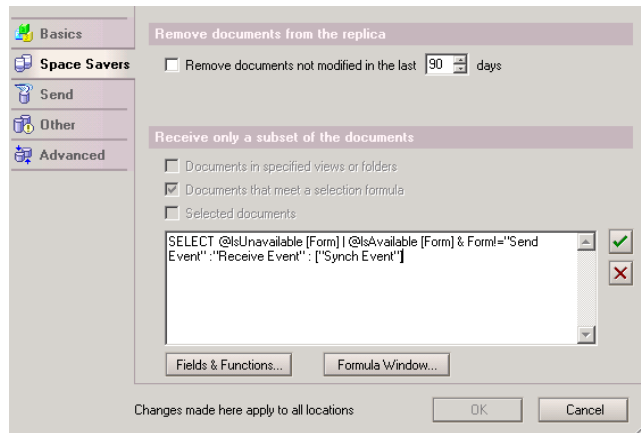 Basics
Space Savers
Send
Other
Advanced
Remove documents from the replica
Remove documents not modified in the last 90 days
Receive only a subset of the documents
Documents in specified views or folders
Documents that meet a selection formula
Selected documents
SELECT @IsUnavailable [Form] | @IsAvailable [Form] & Form!="Send
Event" :"Receive Event" : ["Synch Event"]
Fields & Functions...
Formula Window...
Changes made here apply to all locations
OK
Cancel